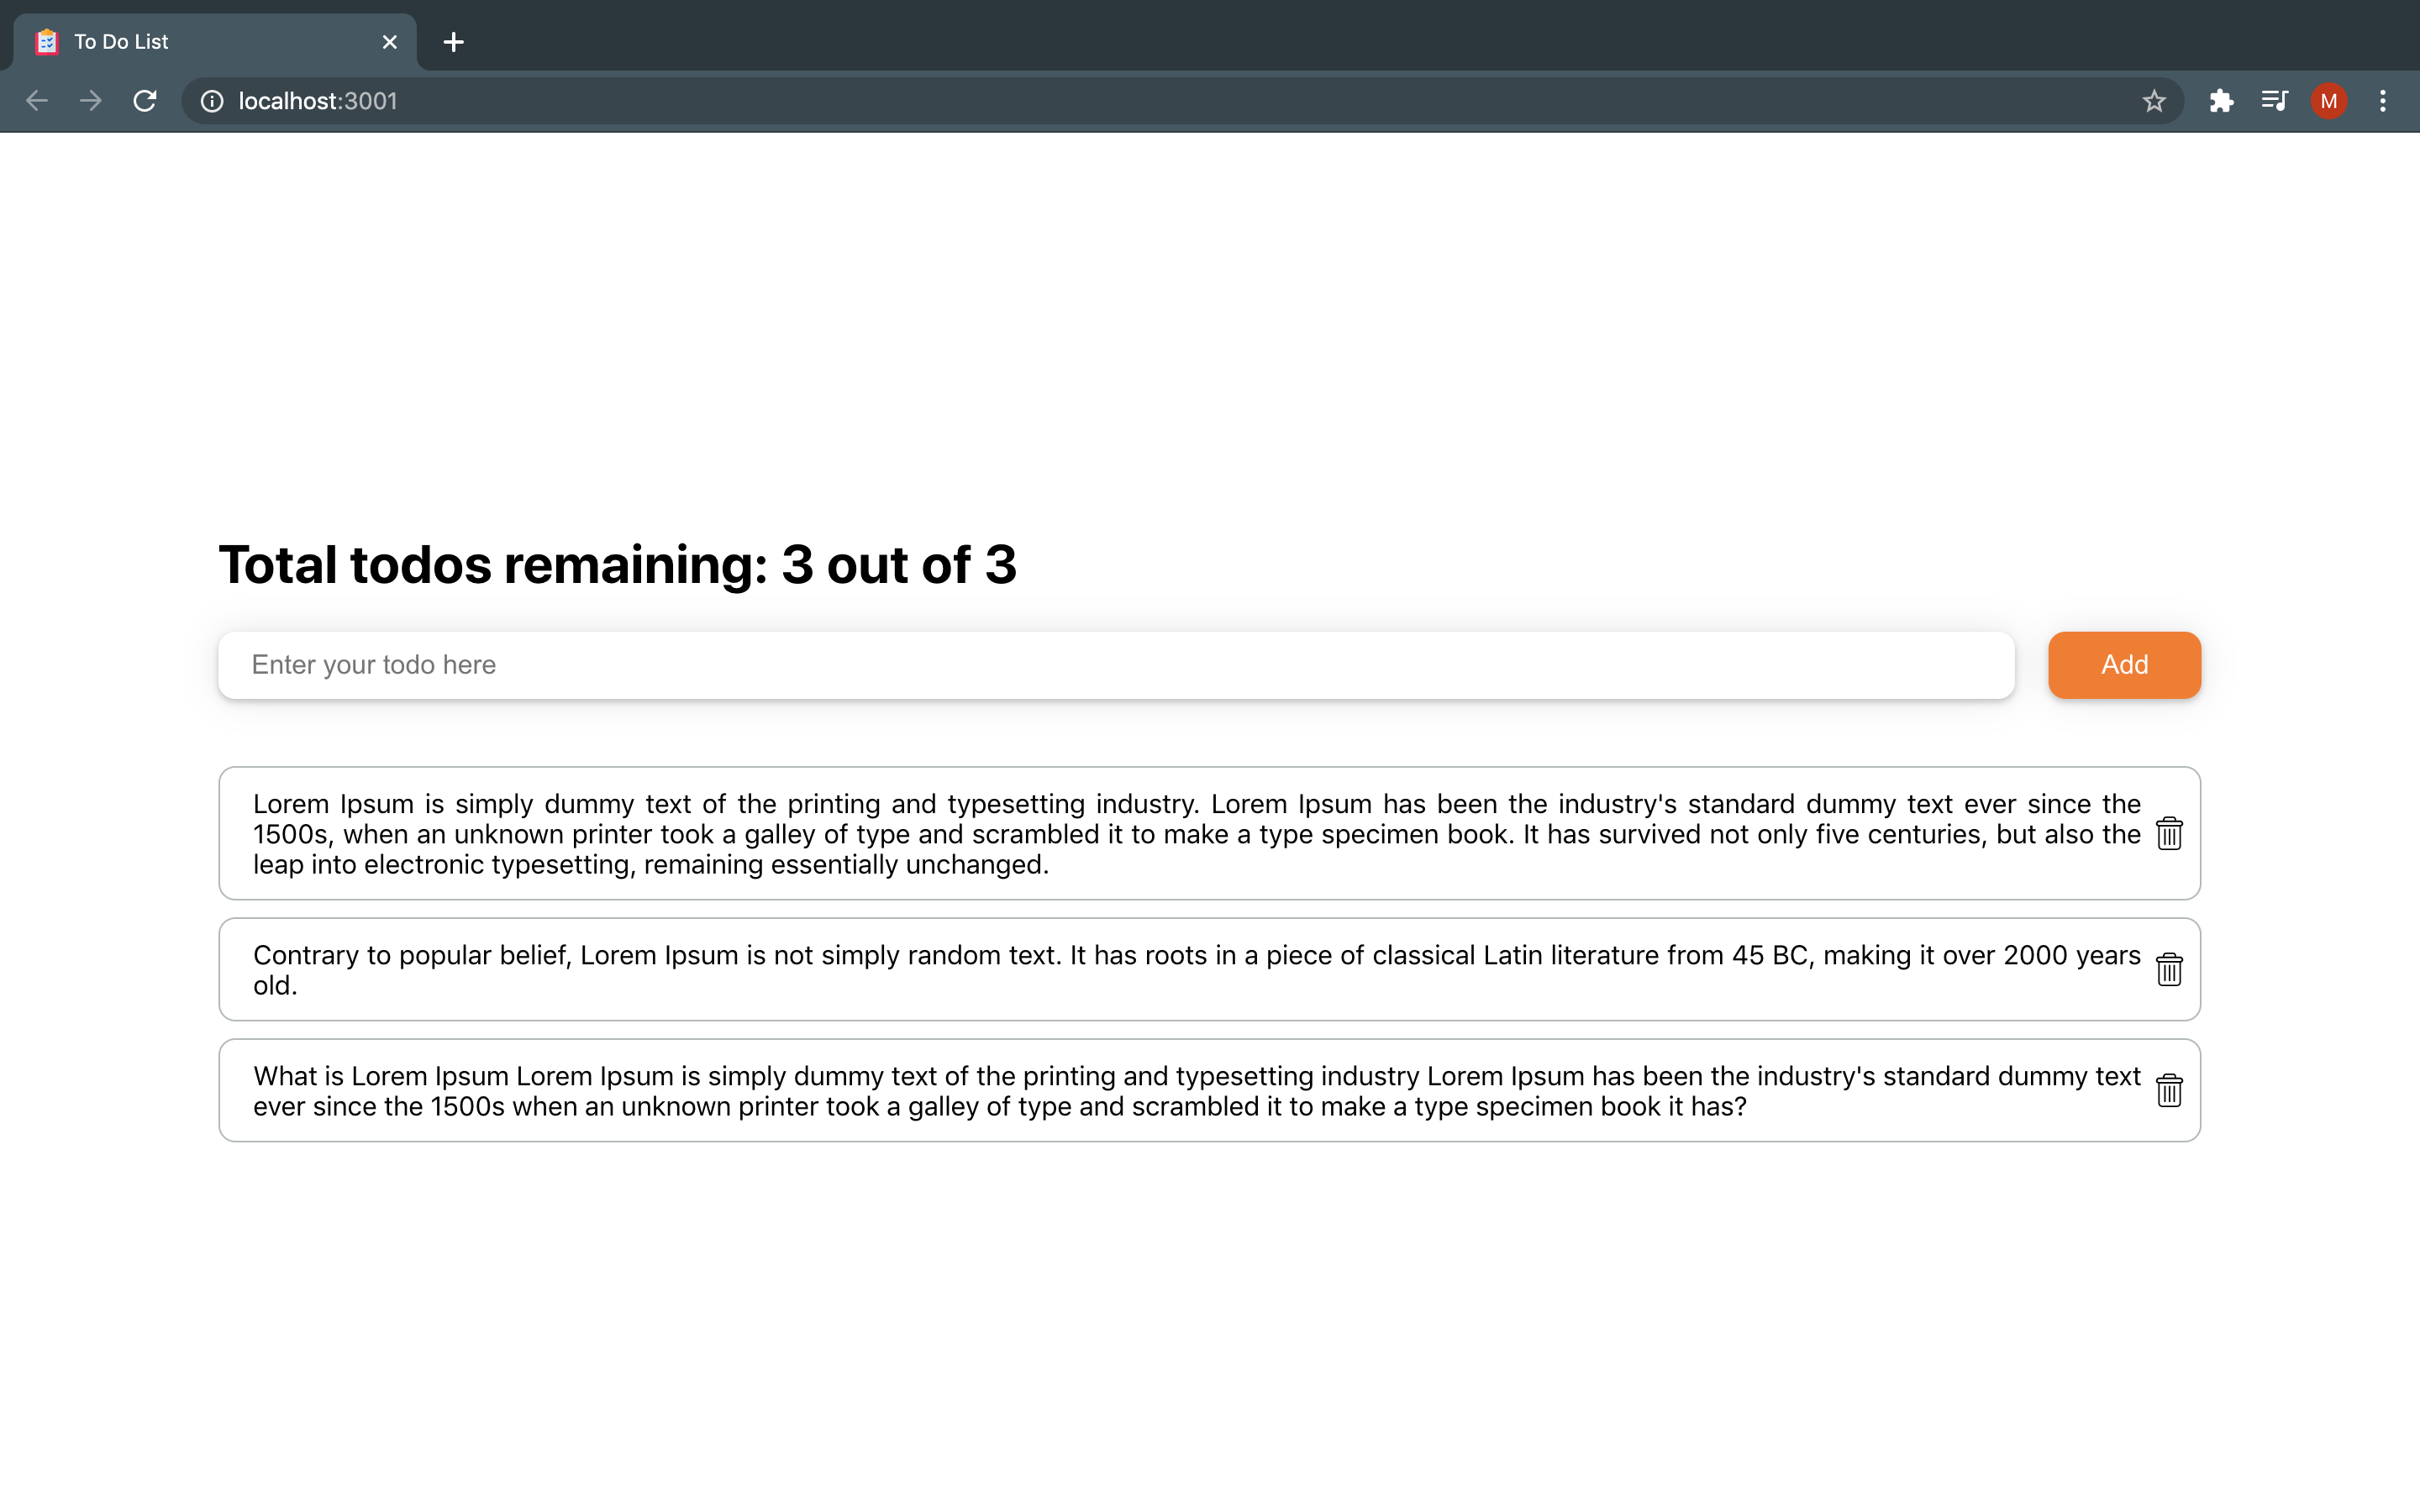 To Do List
localhost:3001
M
Total todos remaining: 3 out of 3
Enter your todo here
Add
Lorem Ipsum is simply dummy text of the printing and typesetting industry. Lorem Ipsum has been the industry's standard dummy text ever since the
1500s, when an unknown printer took a galley of type and scrambled it to make a type specimen book. It has survived not only five centuries, but also the
leap into electronic typesetting, remaining essentially unchanged.
Contrary to popular belief, Lorem Ipsum is not simply random text. It has roots in a piece of classical Latin literature from 45 BC, making it over 2000 years
old.
What is Lorem Ipsum Lorem Ipsum is simply dummy text of the printing and typesetting industry Lorem Ipsum has been the industry's standard dummy text
ever since the 1500s when an unknown printer took a galley of type and scrambled it to make a type specimen book it has?